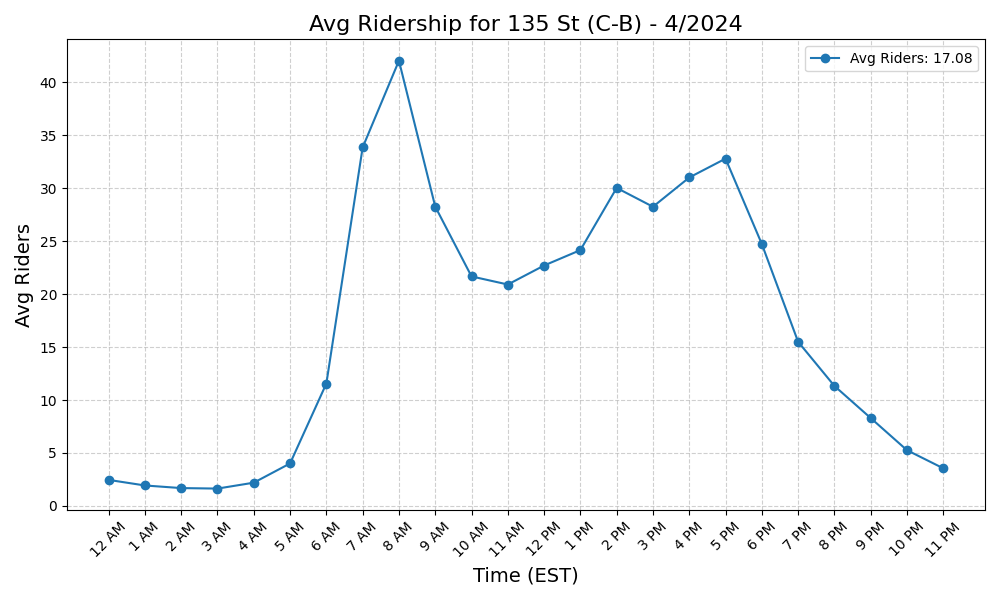 Avg Ridership for 135 St (C-B) - 4/2024
Avg Riders: 17.08
Avg Riders
40
35
30
25
20
15
10
5
0
12 AM
1 AM
2 AM
3 AM
4 AM
5 AM
6 AM
7 AM
8 AM
9 AM
10 AM
11 AM
12 PM
1 PM
2 PM
3 PM
4 PM
5 PM
6 PM
7 PM
8 PM
9 PM
10 PM
11 PM
Time (EST)